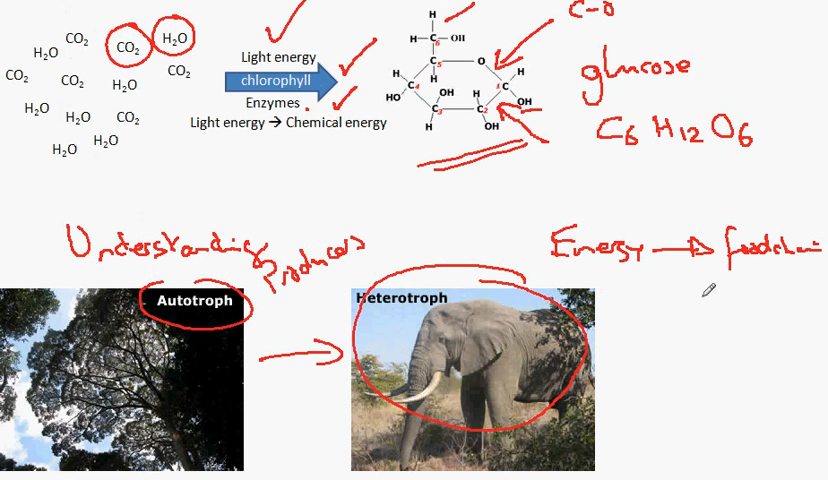 C-O
CO₂ H₂O
H₂O CO₂
CO₂ CO₂ H₂O CO₂
H₂O H₂O CO₂
H₂O H₂O
Light energy
chlorophyll
Enzymes
Light energy → Chemical energy
H
H C 6 OH
C 5 O
H H H
C 4 OH H 1 C
HO C 3 C 2 OH
H OH
glucose
C6 H12 O6
Understanding
Producers
Energy → foodchain
Autotroph
Heterotroph